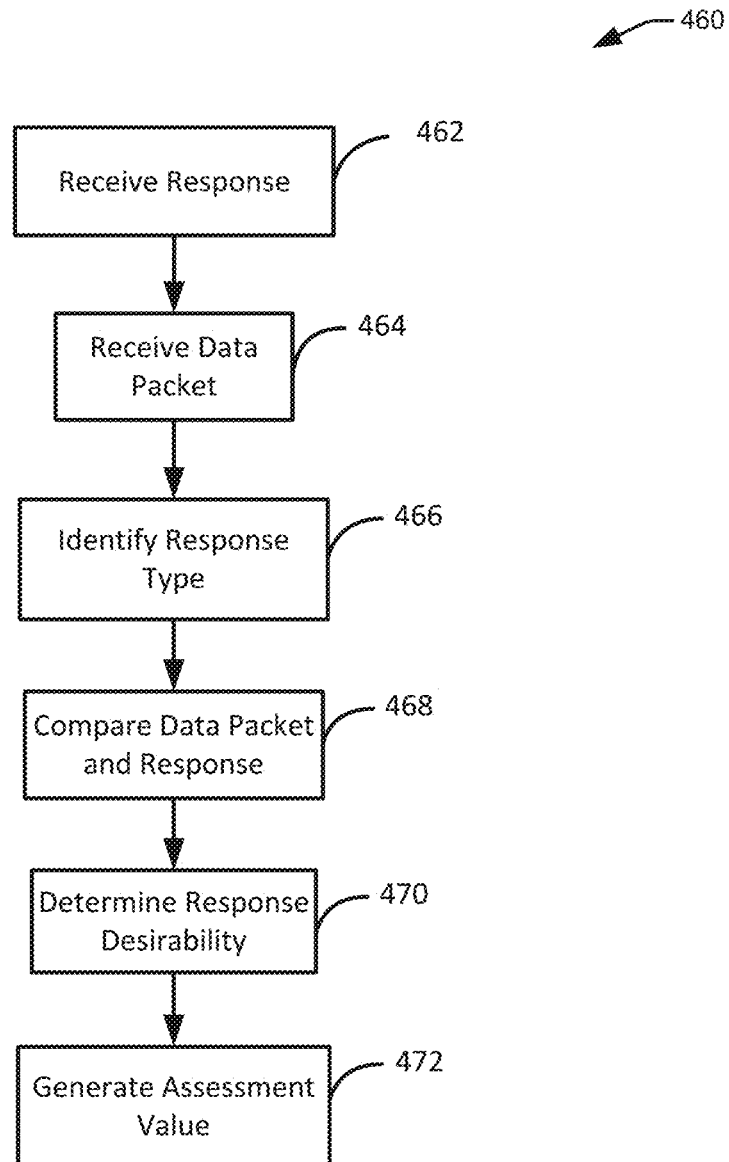 460
Receive Response
462
Receive Data
Packet
464
Identify Response
Type
466
Compare Data Packet
and Response
468
Determine Response
Desirability
470
Generate Assessment
Value
472